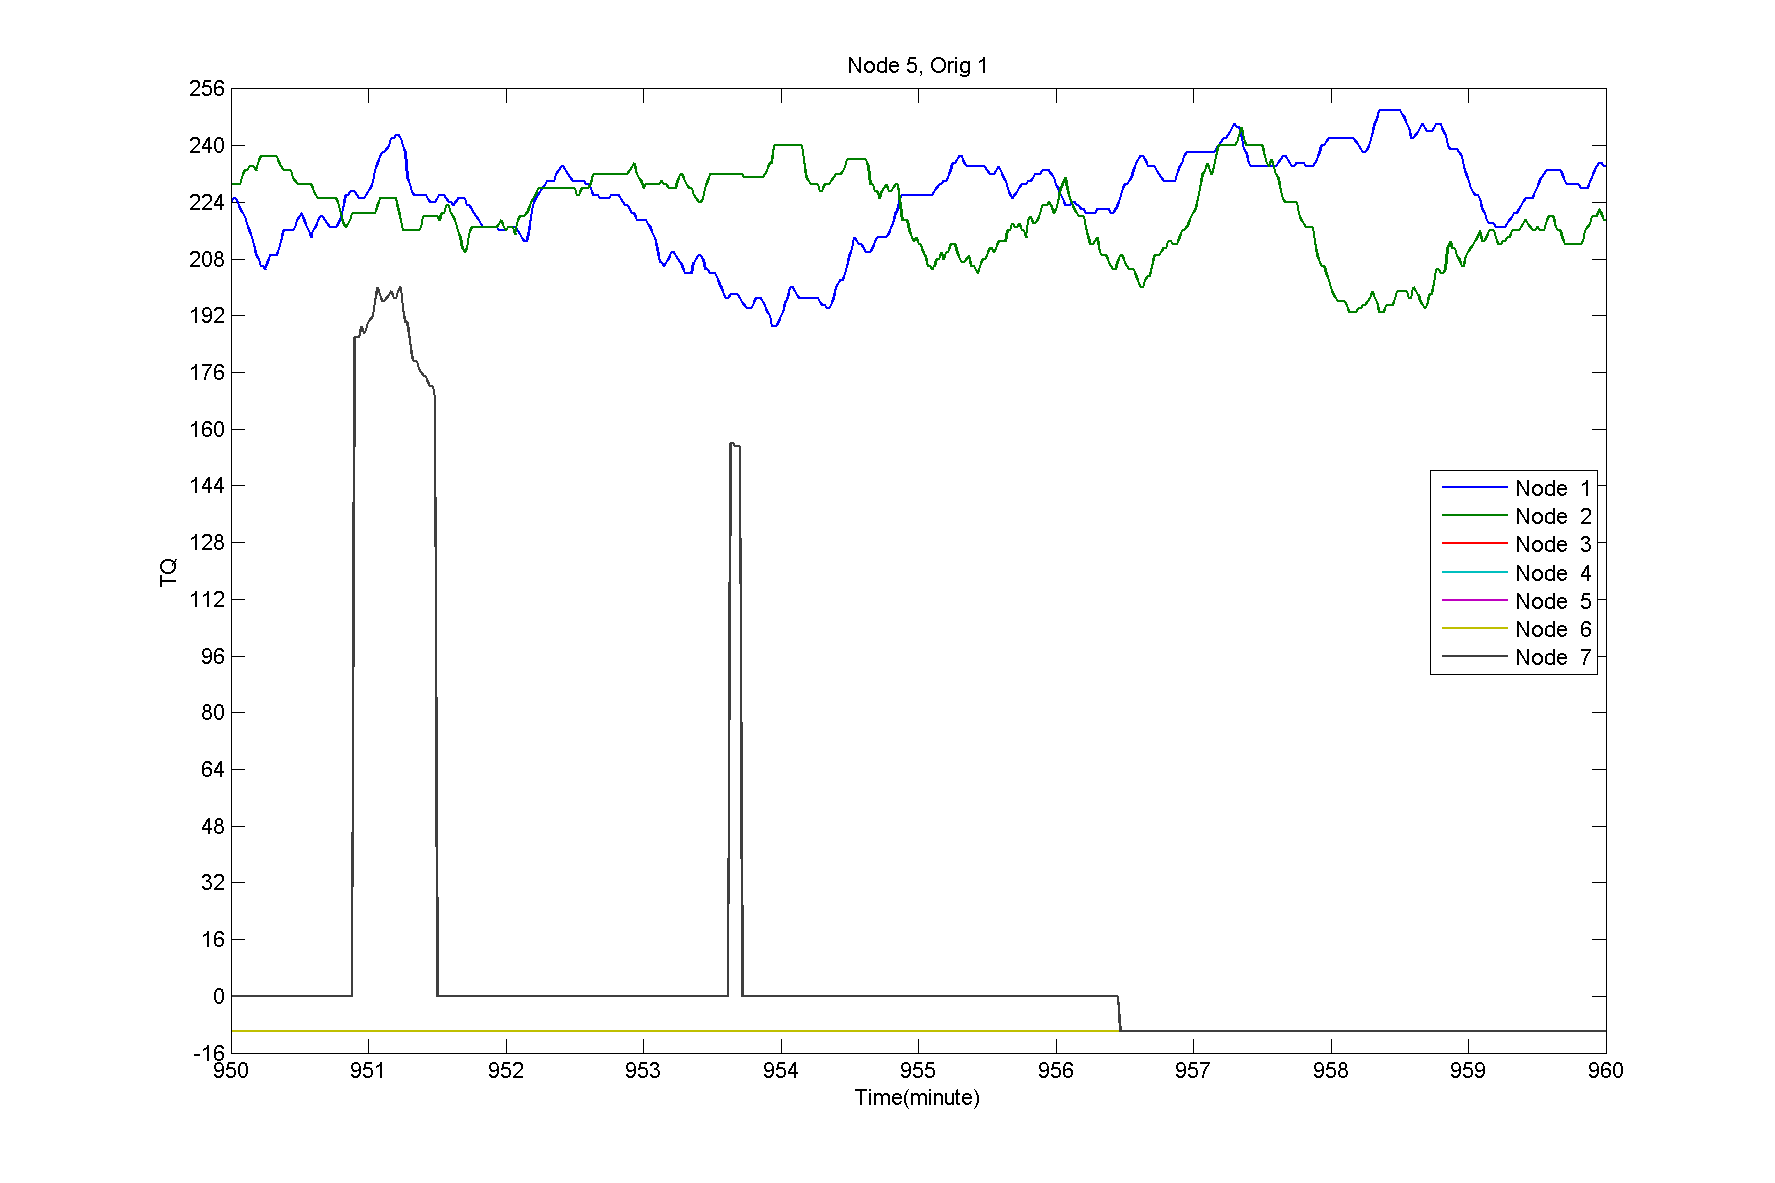 Node 5, Orig 1
256
240
224
208
192
176
160
144
128
112
96
80
64
48
32
16
0
-16
TQ
Node 1
Node 2
Node 3
Node 4
Node 5
Node 6
Node 7
950 951 952 953 954 955 956 957 958 959 960
Time(minute)